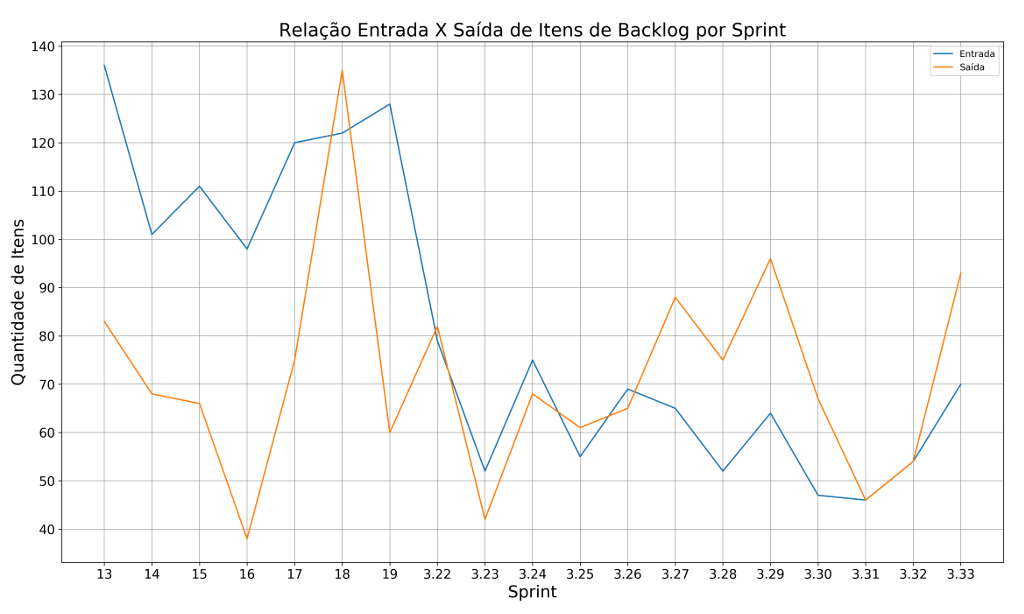 Relação Entrada X Saída de Itens de Backlog por Sprint
Entrada
Saída
140
130
120
110
100
90
80
70
60
50
40
Quantidade de Itens
13 14 15 16 17 18 19 3.22 3.23 3.24 3.25 3.26 3.27 3.28 3.29 3.30 3.31 3.32 3.33
Sprint